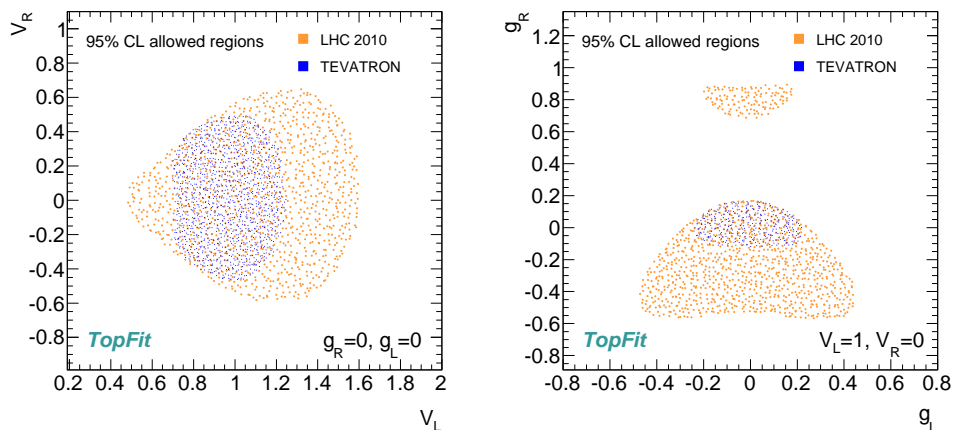 V_R
1
0.8
0.6
0.4
0.2
0
-0.2
-0.4
-0.6
-0.8
95% CL allowed regions
LHC 2010
TEVATRON
TopFit
g_R=0, g_L=0
0.2 0.4 0.6 0.8 1 1.2 1.4 1.6 1.8 2
V_L
g_R
1.2
1
0.8
0.6
0.4
0.2
0
-0.2
-0.4
-0.6
-0.8
95% CL allowed regions
LHC 2010
TEVATRON
TopFit
V_L=1, V_R=0
-0.8 -0.6 -0.4 -0.2 0 0.2 0.4 0.6 0.8
g_L